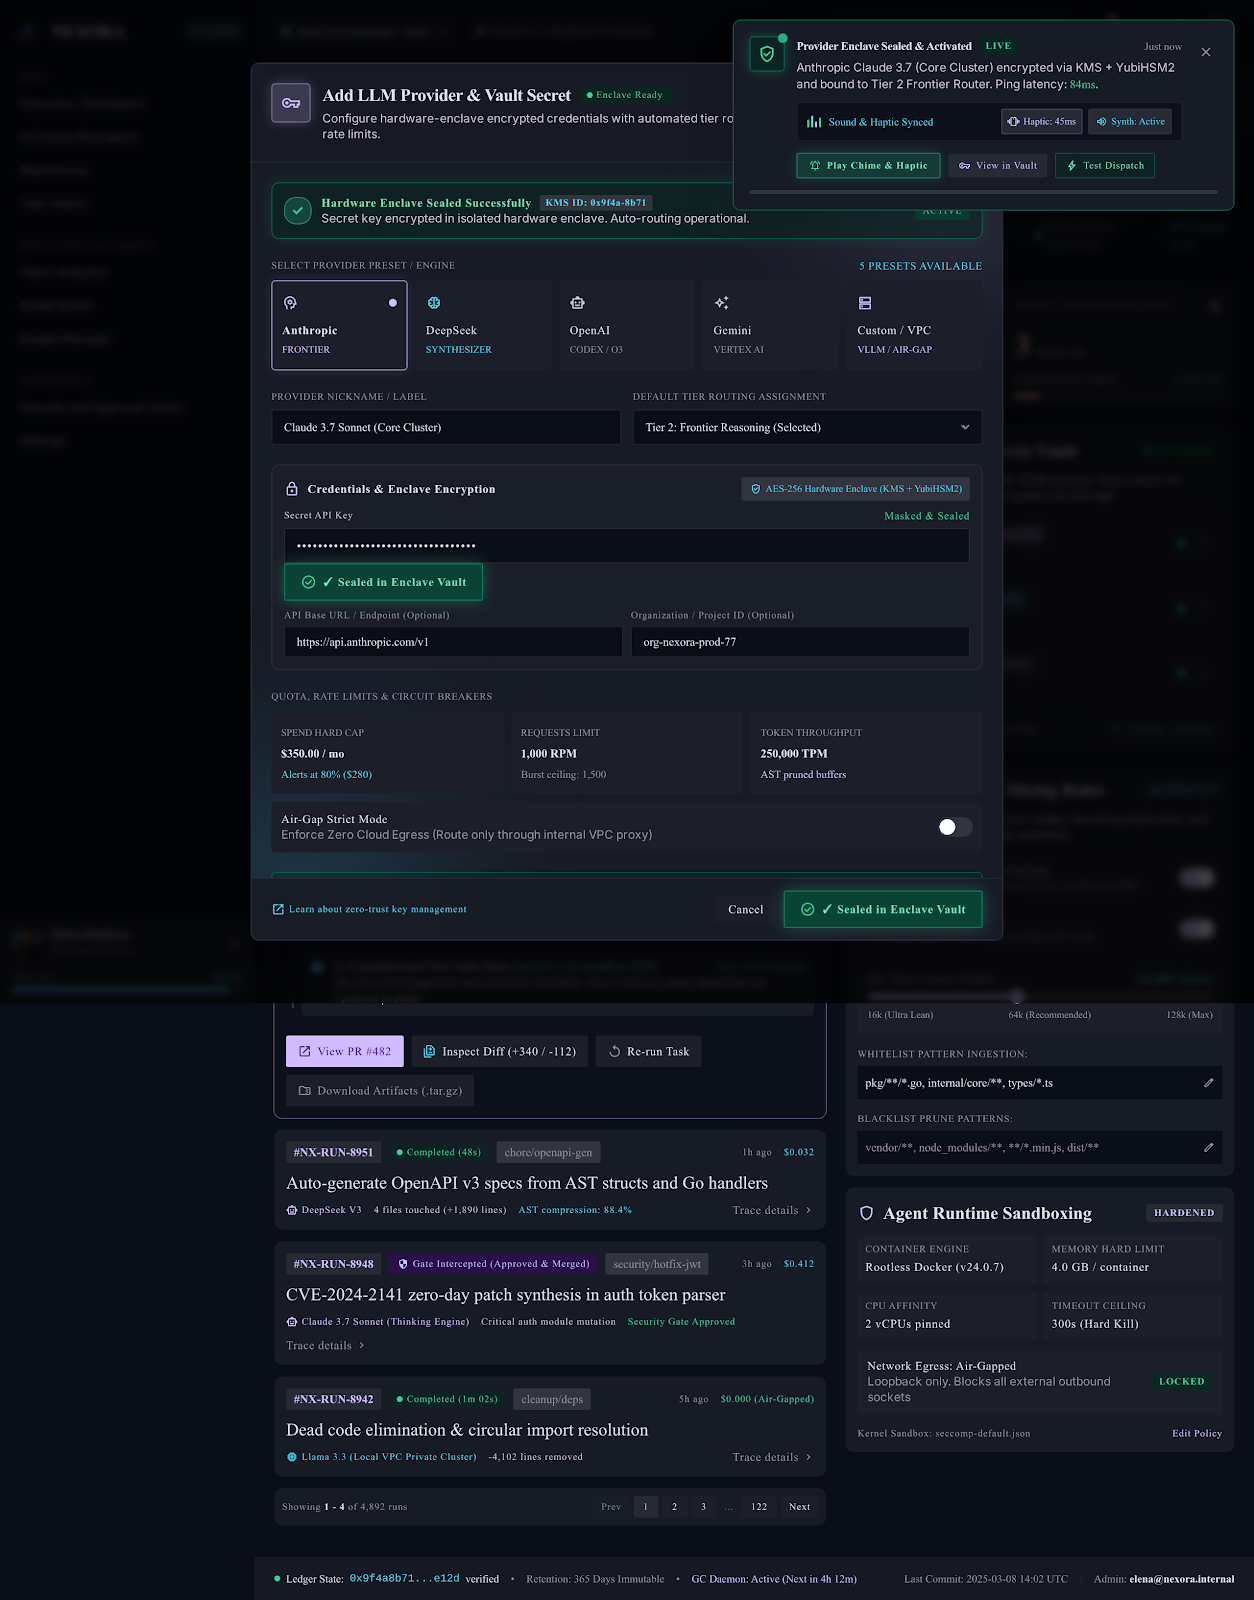 Provider Enclave Sealed & Activated LIVE Just now
Anthropic Claude 3.7 (Core Cluster) encrypted via KMS + YubiHSM2
and bound to Tier 2 Frontier Router. Ping latency: 84ms.
Sound & Haptic Synced Haptic: 45ms Synth: Active
Play Chime & Haptic View in Vault Test Dispatch
Add LLM Provider & Vault Secret Enclave Ready
Configure hardware-enclave encrypted credentials with automated tier
rate limits.
Hardware Enclave Sealed Successfully KMS ID: 0x9f4a-8b71
Secret key encrypted in isolated hardware enclave. Auto-routing operational.
ACTIVE
SELECT PROVIDER PRESET / ENGINE 5 PRESETS AVAILABLE
Anthropic
FRONTIER
DeepSeek
SYNTHESIZER
OpenAI
CODEX / O3
Gemini
VERTEX AI
Custom / VPC
VLLM / AIR-GAP
PROVIDER NICKNAME / LABEL
Claude 3.7 Sonnet (Core Cluster)
DEFAULT TIER ROUTING ASSIGNMENT
Tier 2: Frontier Reasoning (Selected)
Credentials & Enclave Encryption AES-256 Hardware Enclave (KMS + YubiHSM2)
Secret API Key Masked & Sealed
••••••••••••••••••••••••••••••••••
✓ Sealed in Enclave Vault
API Base URL / Endpoint (Optional)
https://api.anthropic.com/v1
Organization / Project ID (Optional)
org-nexora-prod-77
QUOTA, RATE LIMITS & CIRCUIT BREAKERS
SPEND HARD CAP
$350.00 / mo
Alerts at 80% ($280)
REQUESTS LIMIT
1,000 RPM
Burst ceiling: 1,500
TOKEN THROUGHPUT
250,000 TPM
AST pruned buffers
Air-Gap Strict Mode
Enforce Zero Cloud Egress (Route only through internal VPC proxy)
Learn about zero-trust key management Cancel ✓ Sealed in Enclave Vault
View PR #482 Inspect Diff (+340 / -112) Re-run Task
Download Artifacts (.tar.gz)
#NX-RUN-8951 Completed (48s) chore/openapi-gen 1h ago $0.032
Auto-generate OpenAPI v3 specs from AST structs and Go handlers
DeepSeek V3 4 files touched (+1,890 lines) AST compression: 88.4% Trace details
#NX-RUN-8948 Gate Intercepted (Approved & Merged) security/hotfix-jwt 3h ago $0.412
CVE-2024-2141 zero-day patch synthesis in auth token parser
Claude 3.7 Sonnet (Thinking Engine) Critical auth module mutation Security Gate Approved
Trace details
#NX-RUN-8942 Completed (1m 02s) cleanup/deps 5h ago $0.000 (Air-Gapped)
Dead code elimination & circular import resolution
Llama 3.3 (Local VPC Private Cluster) -4,102 lines removed Trace details
Showing 1 - 4 of 4,892 runs Prev 1 2 3 ... 122 Next
16k (Ultra Lean) 64k (Recommended) 128k (Max)
WHITELIST PATTERN INGESTION:
pkg/**/*.go, internal/core/**, types/*.ts
BLACKLIST PRUNE PATTERNS:
vendor/**, node_modules/**, **/*.min.js, dist/**
Agent Runtime Sandboxing HARDENED
CONTAINER ENGINE
Rootless Docker (v24.0.7)
MEMORY HARD LIMIT
4.0 GB / container
CPU AFFINITY
2 vCPUs pinned
TIMEOUT CEILING
300s (Hard Kill)
Network Egress: Air-Gapped
Loopback only. Blocks all external outbound
sockets
LOCKED
Kernel Sandbox: seccomp-default.json Edit Policy
Ledger State: 0x9f4a8b71...e12d verified • Retention: 365 Days Immutable • GC Daemon: Active (Next in 4h 12m) Last Commit: 2025-03-08 14:02 UTC Admin: elena@nexora.internal